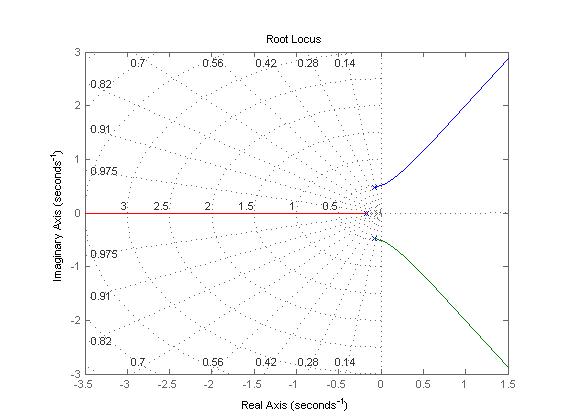 Root Locus
3
0.7 0.56 0.42 0.28 0.14
0.82
2
0.91
1
0.975
3 2.5 2 1.5 1 0.5
0
0.975
-1
0.91
-2
0.82
0.7 0.56 0.42 0.28 0.14
-3
-3.5 -3 -2.5 -2 -1.5 -1 -0.5 0 0.5 1 1.5
Real Axis (seconds⁻¹)
Imaginary Axis (seconds⁻¹)